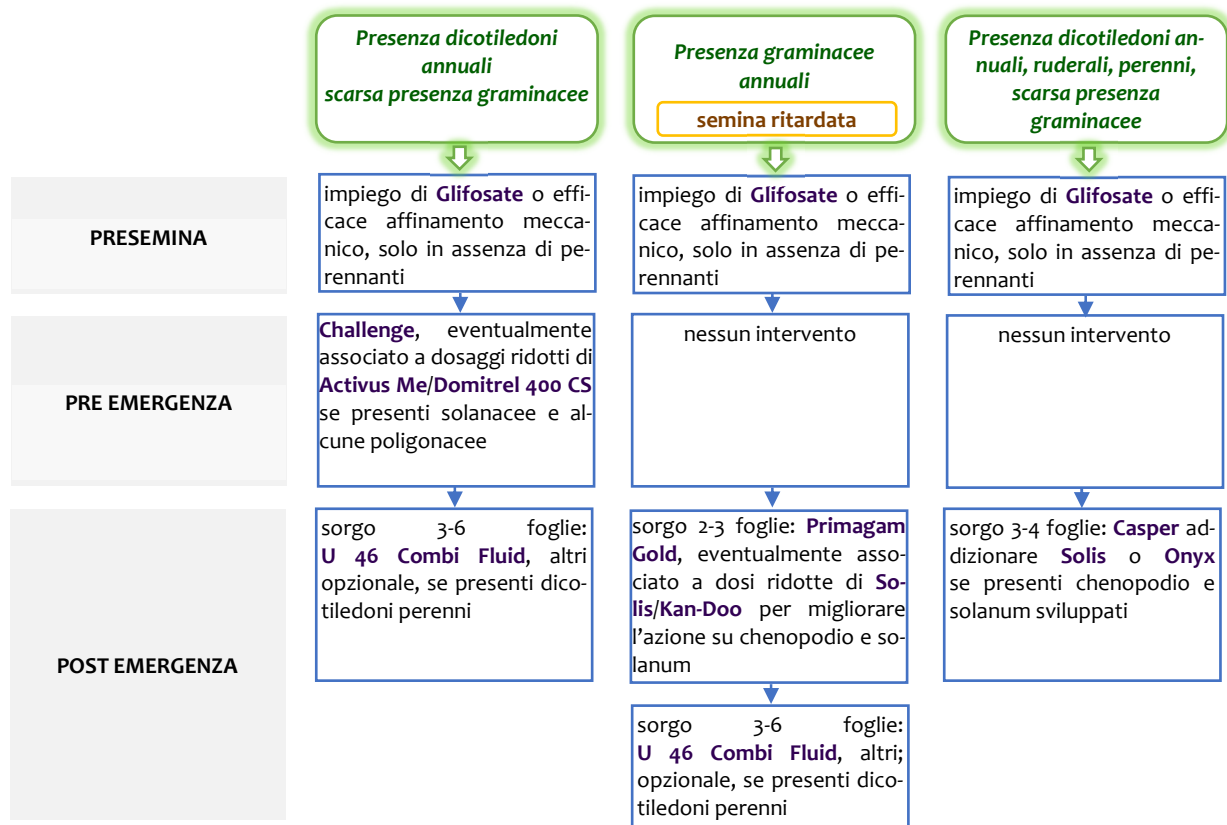 Presenza dicotiledoni
annuali
scarsa presenza graminacee
Presenza graminacee
annuali
semina ritardata
Presenza dicotiledoni an-
nuali, ruderali, perenni,
scarsa presenza
graminacee
PRESEMINA
impiego di Glifosate o effi-
cace affinamento mecca-
nico, solo in assenza di pe-
rennanti
impiego di Glifosate o effi-
cace affinamento mecca-
nico, solo in assenza di pe-
rennanti
impiego di Glifosate o effi-
cace affinamento mecca-
nico, solo in assenza di pe-
rennanti
PRE EMERGENZA
Challenge, eventualmente
associato a dosaggi ridotti di
Activus Me/Domitrel 400 CS
se presenti solanacee e al-
cune poligonacee
nessun intervento
nessun intervento
POST EMERGENZA
sorgo 3-6 foglie:
U 46 Combi Fluid, altri
opzionale, se presenti dico-
tiledoni perenni
sorgo 2-3 foglie: Primagam
Gold, eventualmente asso-
ciato a dosi ridotte di So-
lis/Kan-Doo per migliorare
l'azione su chenopodio e so-
lanum
sorgo 3-6 foglie:
U 46 Combi Fluid, altri;
opzionale, se presenti dico-
tiledoni perenni
sorgo 3-4 foglie: Casper ad-
dizionare Solis o Onyx
se presenti chenopodio e
solanum sviluppati